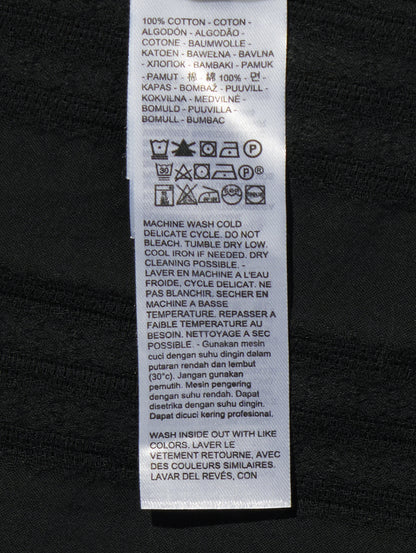 100% COTTON - COTON -
ALGODÓN - ALGODÃO -
COTONE - BAUMWOLLE -
KATOEN - BAWEŁNA - BAVLNA
- ХЛОПОК - BAMBAKI - PAMUK
- PAMUT - 棉 綿 100% - 면 -
KAPAS - BOMBAŽ - PUUVILL -
KOKVILNA - MEDVILNĖ -
BOMULD - PUUVILLA -
BOMULL - BUMBAC
P
30 P ®
MACHINE WASH COLD
DELICATE CYCLE. DO NOT
BLEACH. TUMBLE DRY LOW.
COOL IRON IF NEEDED. DRY
CLEANING POSSIBLE. -
LAVER EN MACHINE A L'EAU
FROIDE, CYCLE DELICAT. NE
PAS BLANCHIR. SECHER EN
MACHINE A BASSE
TEMPERATURE. REPASSER A
FAIBLE TEMPERATURE AU
BESOIN. NETTOYAGE A SEC
POSSIBLE. - Gunakan mesin
cuci dengan suhu dingin dalam
putaran rendah dan lembut
(30°c). Jangan gunakan
pemutih. Mesin pengering
dengan suhu rendah. Dapat
disetrika dengan suhu dingin.
Dapat dicuci kering profesional.
WASH INSIDE OUT WITH LIKE
COLORS. LAVER LE
VETEMENT RETOURNE, AVEC
DES COULEURS SIMILAIRES.
LAVAR DEL REVÉS, CON